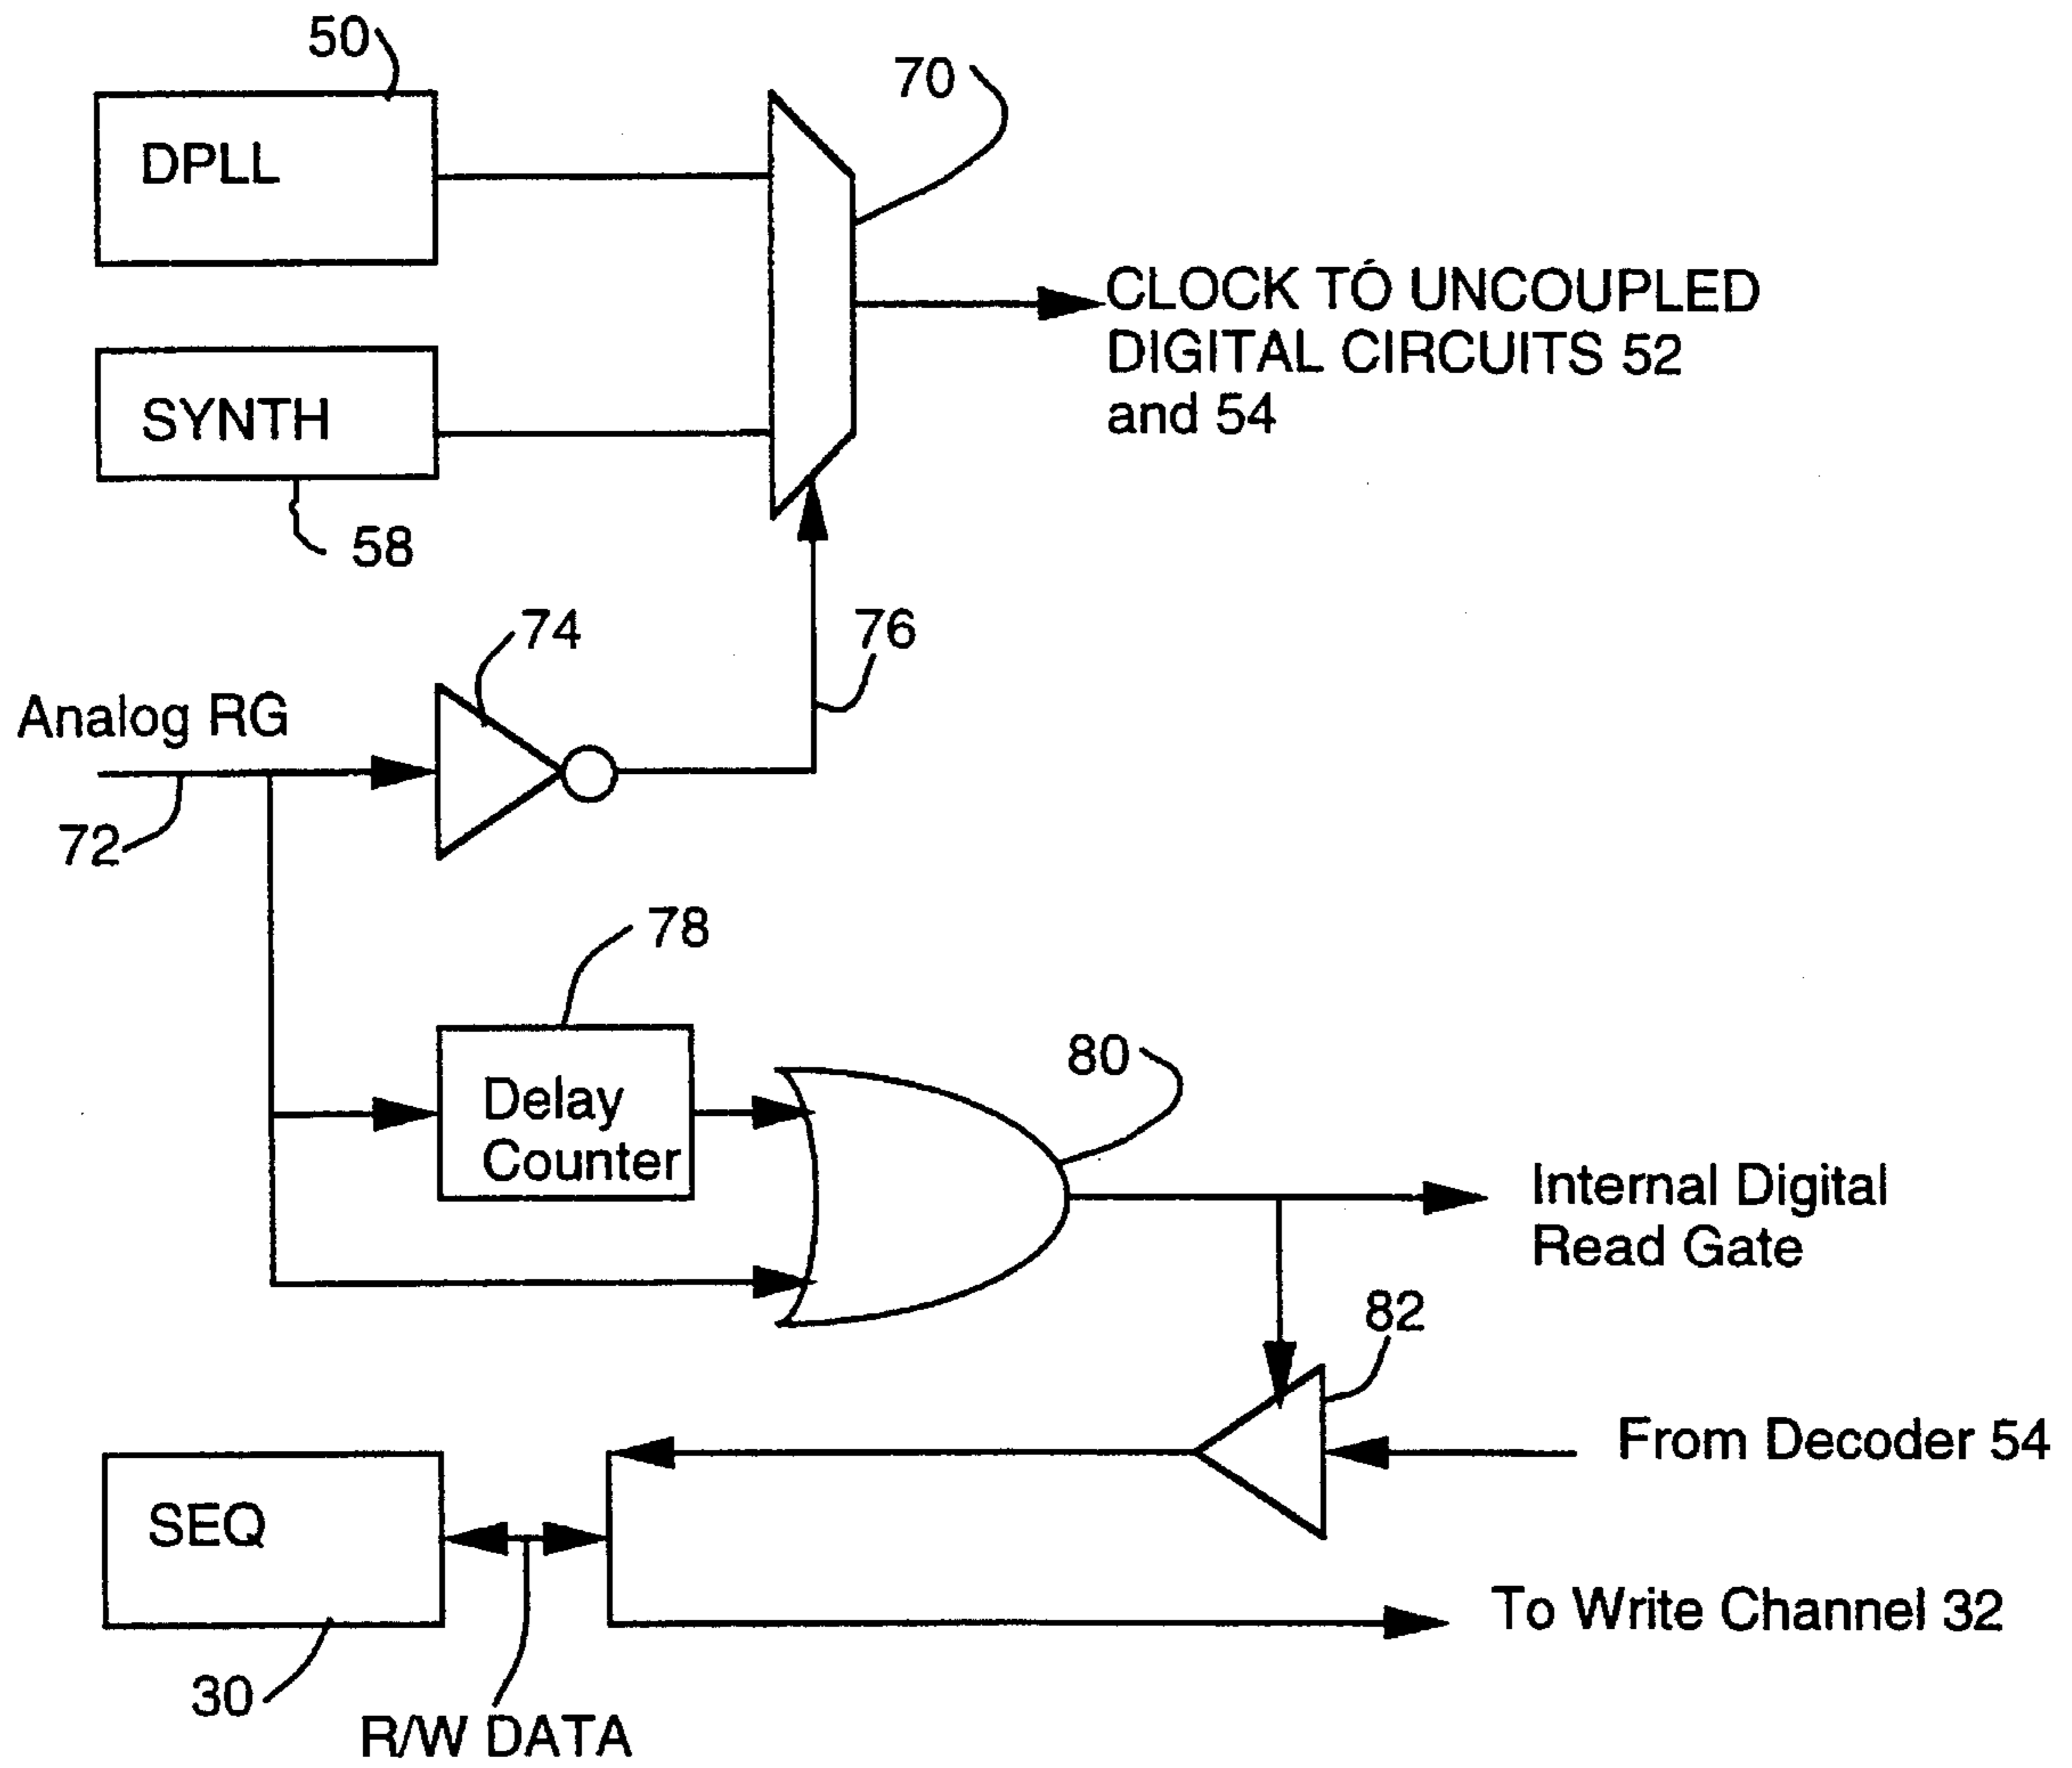 50
70
DPLL
CLOCK TO UNCOUPLED
DIGITAL CIRCUITS 52
and 54
SYNTH
58
74
76
Analog RG
72
78
80
Delay
Counter
Internal Digital
Read Gate
82
From Decoder 54
SEQ
To Write Channel 32
30
R/W DATA